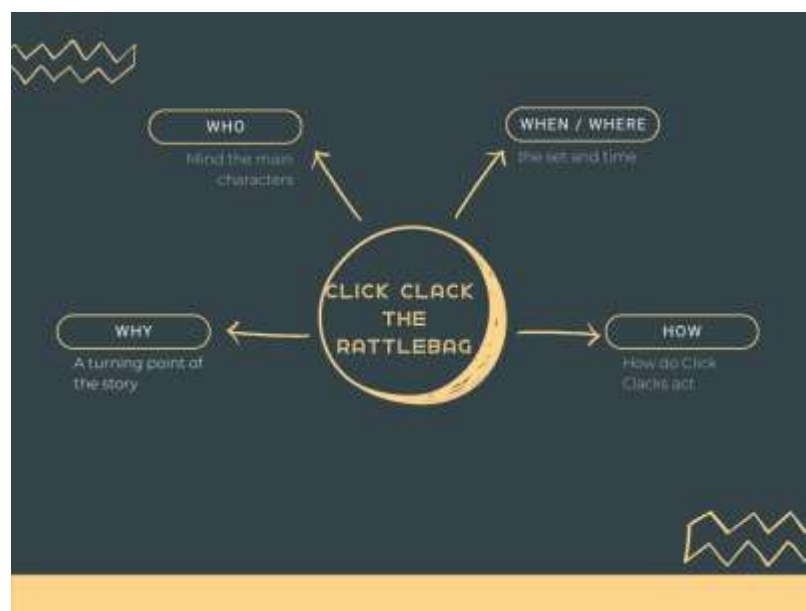 WHO
Mind the main
characters
WHEN / WHERE
the set and time
CLICK CLACK
THE
RATTLEBAG
WHY
A turning point of
the story
HOW
How do Click
Clacks act